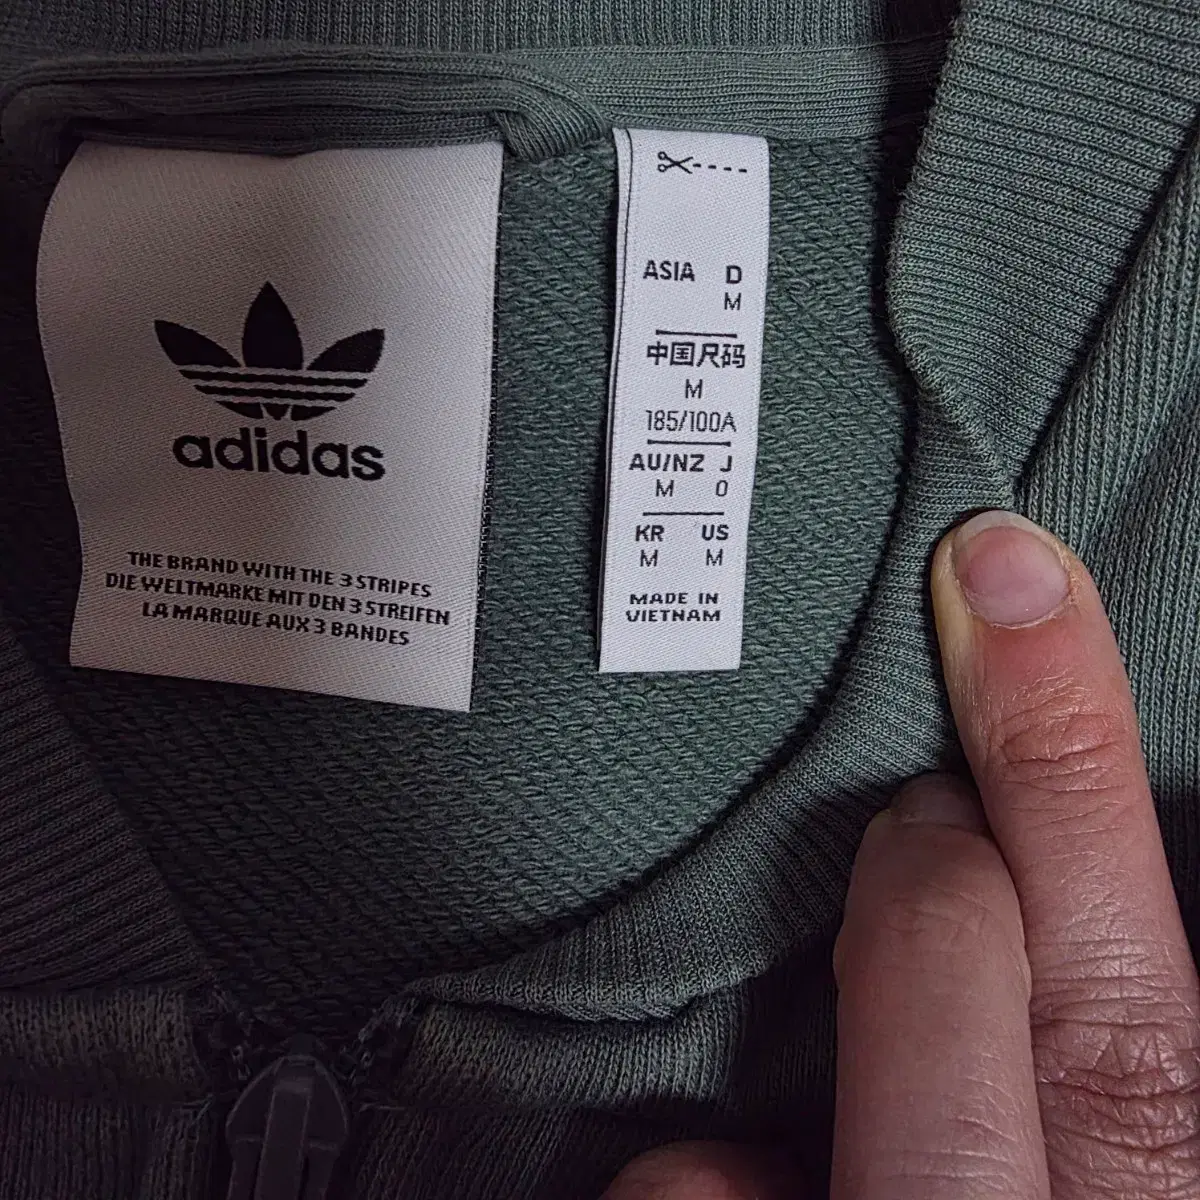 adidas
THE BRAND WITH THE 3 STRIPES
DIE WELTMARKE MIT DEN 3 STREIFEN
LA MARQUE AUX 3 BANDES
ASIA D
M
中国尺码
M
185/100A
AU/NZ J
M O
KR US
M M
MADE IN
VIETNAM